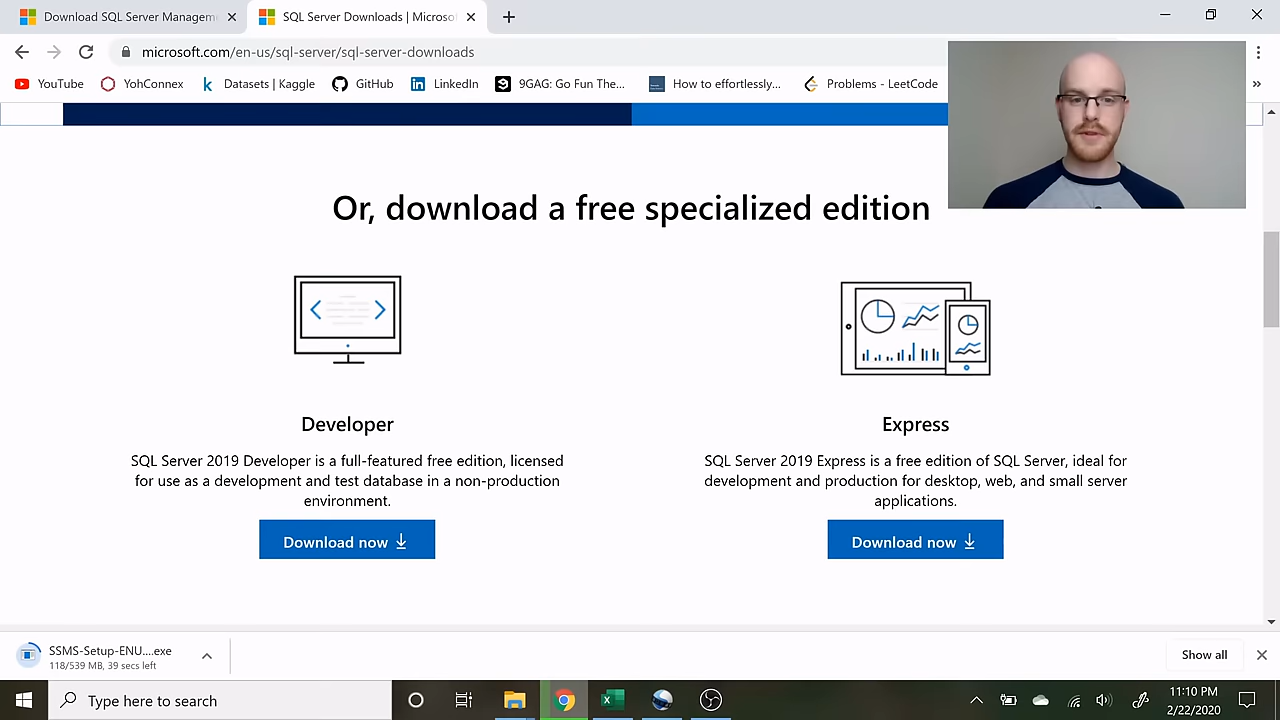 Download SQL Server Managem
SQL Server Downloads | Microso
microsoft.com/en-us/sql-server/sql-server-downloads
YouTube
YohConnex
Datasets | Kaggle
GitHub
LinkedIn
9GAG: Go Fun The...
How to effortlessly...
Problems - LeetCode
»
Or, download a free specialized edition
Developer
SQL Server 2019 Developer is a full-featured free edition, licensed
for use as a development and test database in a non-production
environment.
Download now
Express
SQL Server 2019 Express is a free edition of SQL Server, ideal for
development and production for desktop, web, and small server
applications.
Download now
SSMS-Setup-ENU....exe
118/539 MB, 39 secs left
Show all
Type here to search
11:10 PM
2/22/2020